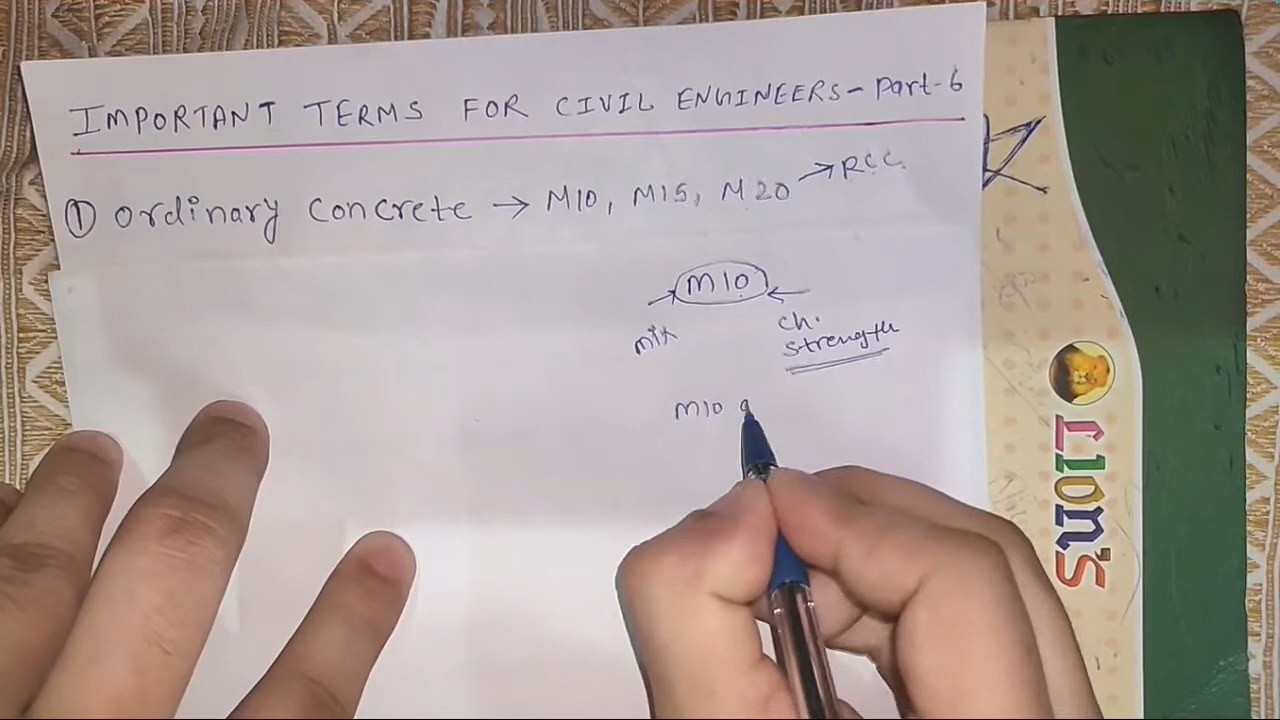 IMPORTANT TERMS FOR CIVIL ENGINEERS - Part-6
① Ordinary Concrete → M10, M15, M20 → RCC
M10
mix
ch.
strength
M10
LION'S